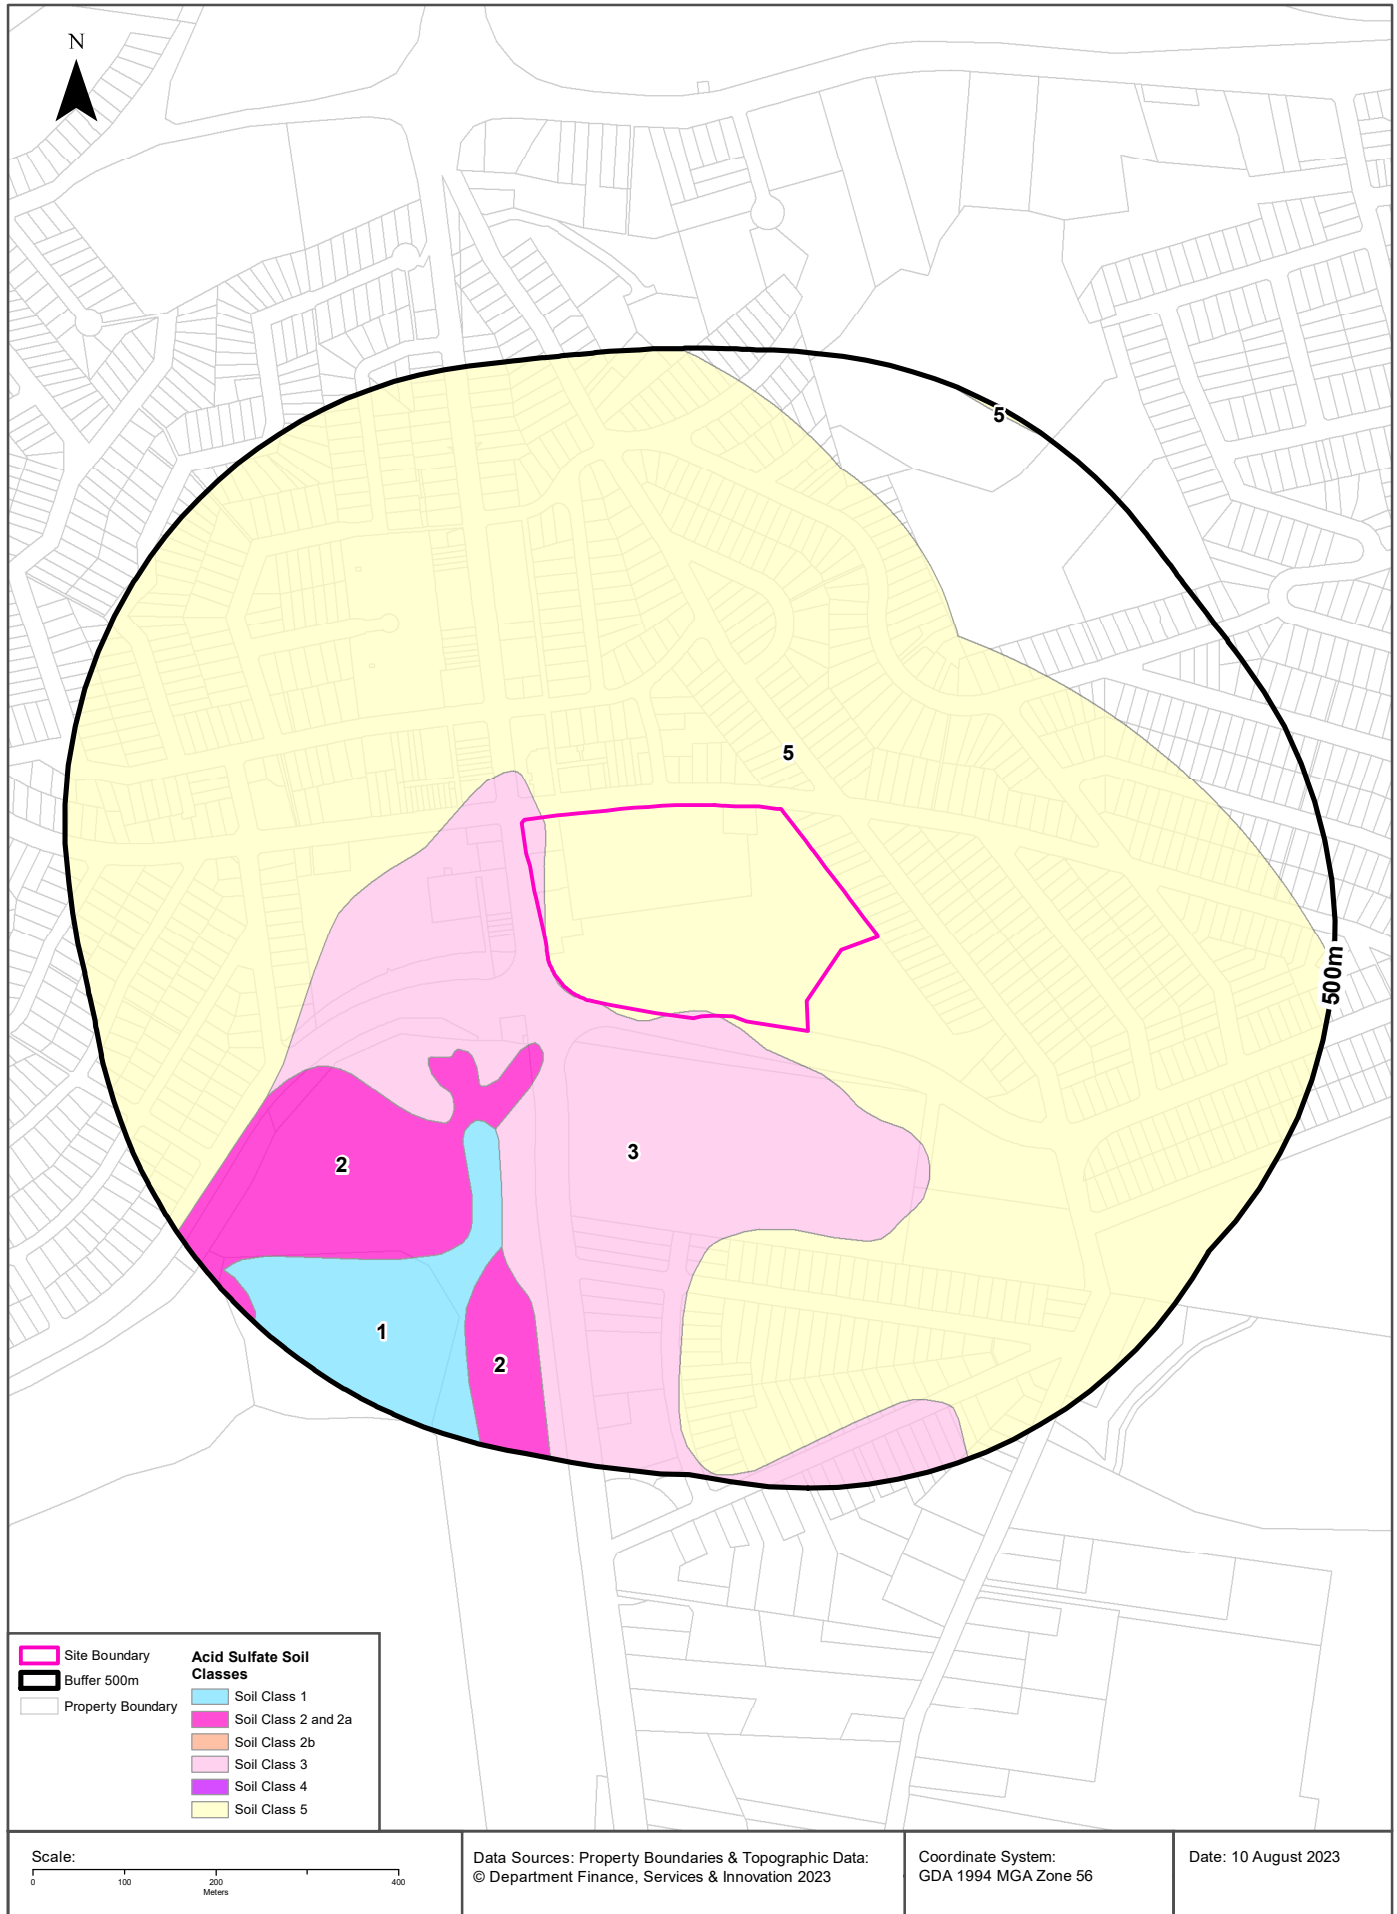 N
5
5
500m
3
2
1
2
Site Boundary
Buffer 500m
Property Boundary
Acid Sulfate Soil
Classes
Soil Class 1
Soil Class 2 and 2a
Soil Class 2b
Soil Class 3
Soil Class 4
Soil Class 5
Scale:
0 100 200 400
Meters
Data Sources: Property Boundaries & Topographic Data:
© Department Finance, Services & Innovation 2023
Coordinate System:
GDA 1994 MGA Zone 56
Date: 10 August 2023